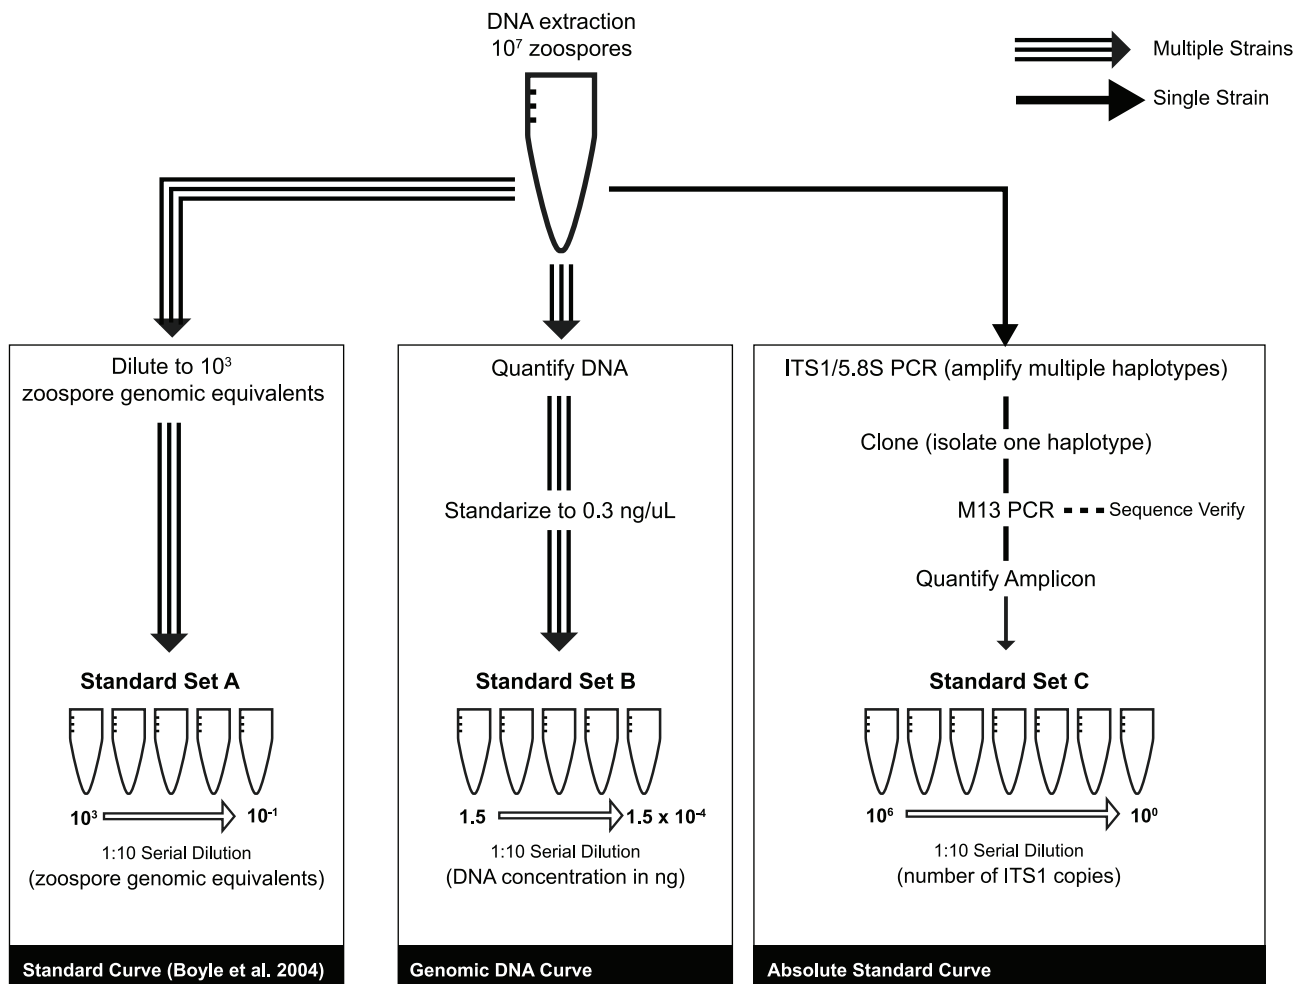 DNA extraction
10⁷ zoospores
Multiple Strains
Single Strain
Dilute to 10³
zoospore genomic equivalents
Standard Set A
10³
10⁻¹
1:10 Serial Dilution
(zoospore genomic equivalents)
Standard Curve (Boyle et al. 2004)
Quantify DNA
Standarize to 0.3 ng/uL
Standard Set B
1.5
1.5 x 10⁻⁴
1:10 Serial Dilution
(DNA concentration in ng)
Genomic DNA Curve
ITS1/5.8S PCR (amplify multiple haplotypes)
Clone (isolate one haplotype)
M13 PCR
Sequence Verify
Quantify Amplicon
Standard Set C
10⁶
10⁰
1:10 Serial Dilution
(number of ITS1 copies)
Absolute Standard Curve